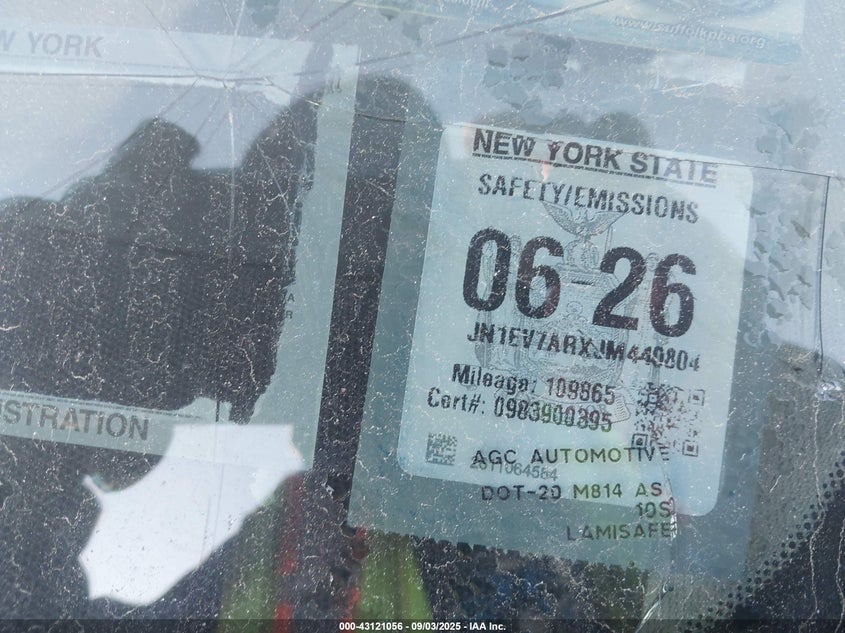 www.suffolkpba.org
W YORK
NEW YORK STATE
SAFETY/EMISSIONS
06-26
JN1EV7ARXJM440804
Mileage: 109865
Cert#: 0983900395
ISTRATION
AGC AUTOMOTIVE
DOT-20 M814 AS
10S
LAMISAFE
000-43121056 - 09/03/2025 - IAA Inc.